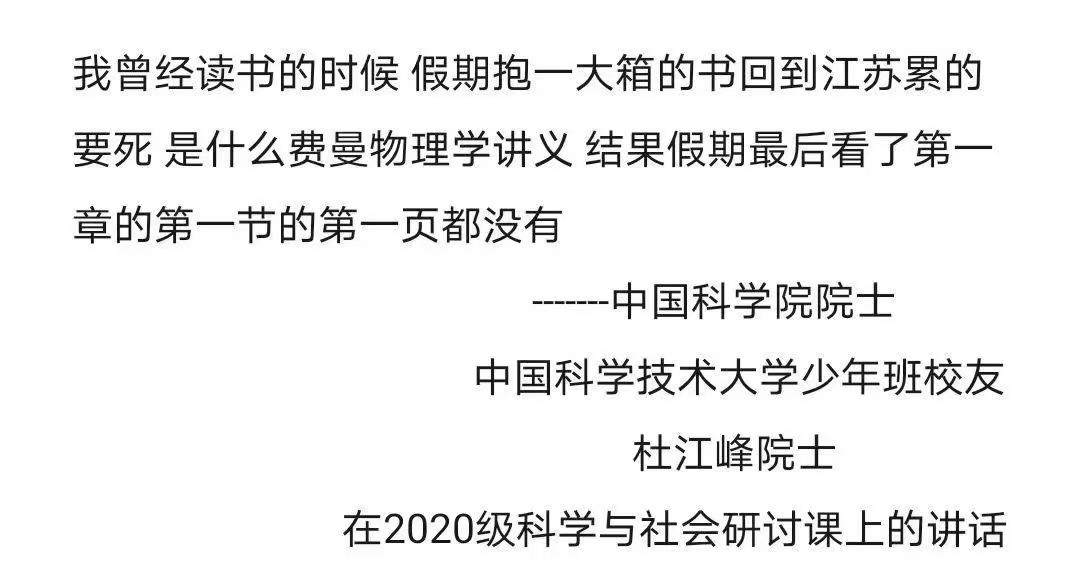 我曾经读书的时候 假期抱一大箱的书回到江苏累的
要死 是什么费曼物理学讲义 结果假期最后看了第一
章的第一节的第一页都没有
-------中国科学院院士
中国科学技术大学少年班校友
杜江峰院士
在2020级科学与社会研讨课上的讲话